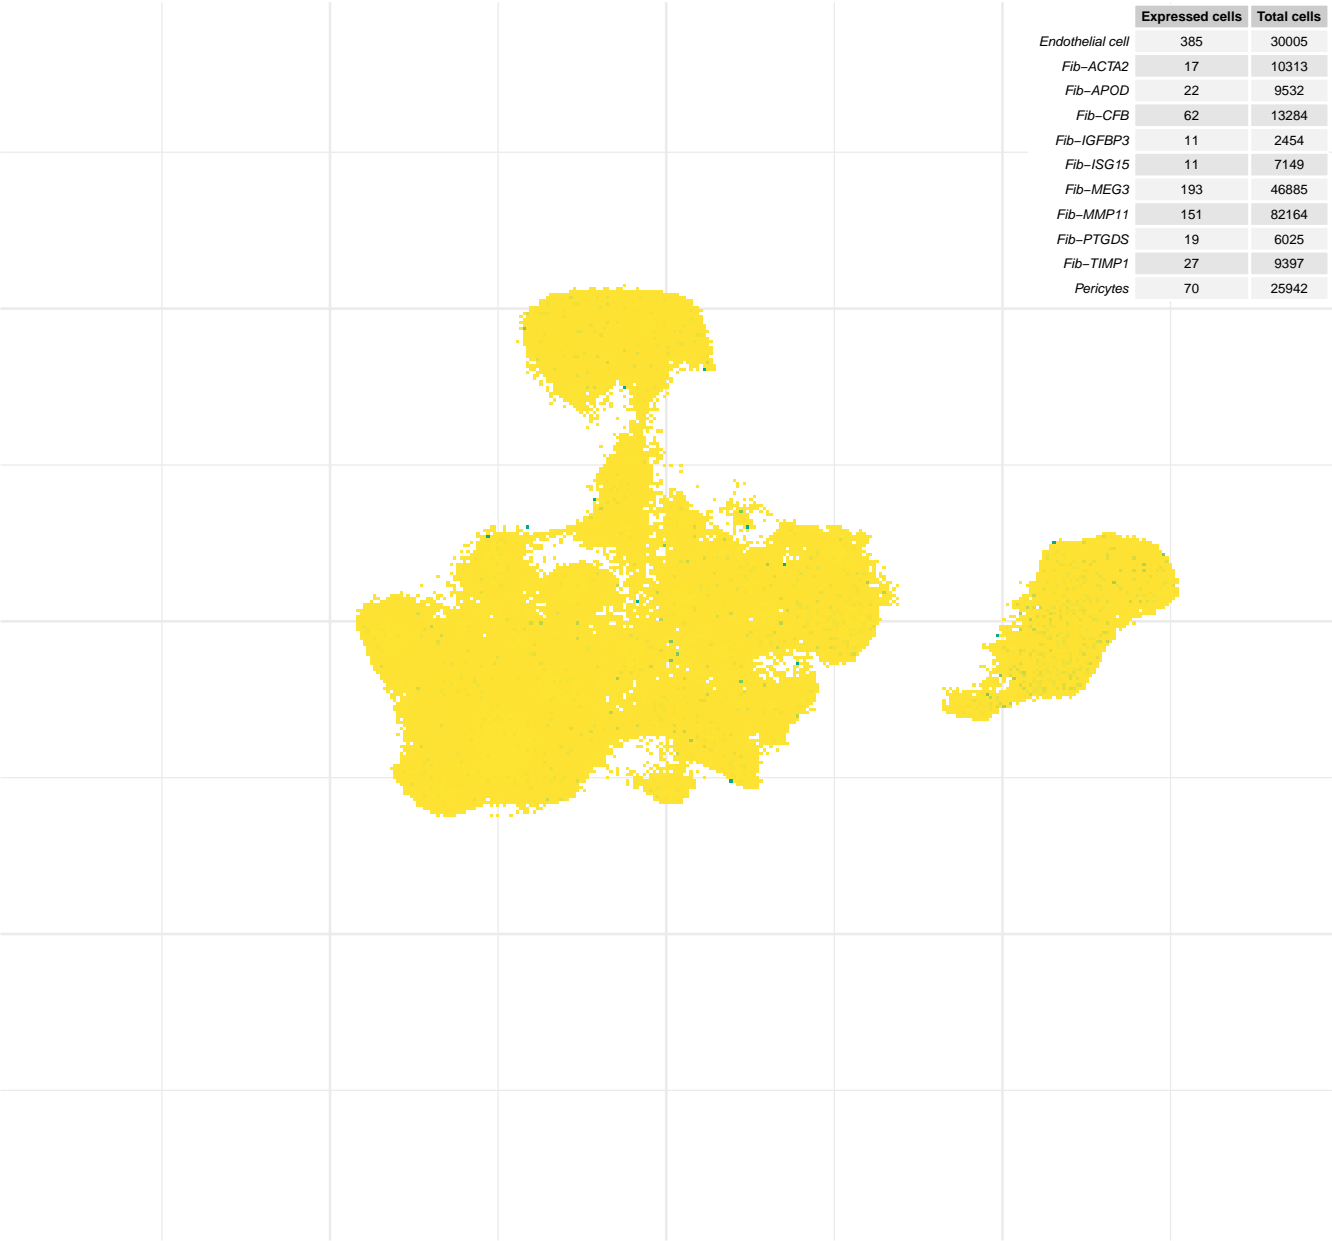 Expressed cells Total cells
Endothelial cell 385 30005
Fib−ACTA2 17 10313
Fib−APOD 22 9532
Fib−CFB 62 13284
Fib−IGFBP3 11 2454
Fib−ISG15 11 7149
Fib−MEG3 193 46885
Fib−MMP11 151 82164
Fib−PTGDS 19 6025
Fib−TIMP1 27 9397
Pericytes 70 25942